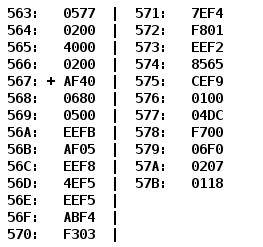 563: 0577 | 571: 7EF4
564: 0200 | 572: F801
565: 4000 | 573: EEF2
566: 0200 | 574: 8565
567: + AF40 | 575: CEF9
568: 0680 | 576: 0100
569: 0500 | 577: 04DC
56A: EEFB | 578: F700
56B: AF05 | 579: 06F0
56C: EEF8 | 57A: 0207
56D: 4EF5 | 57B: 0118
56E: EEF5 |
56F: ABF4 |
570: F303 |